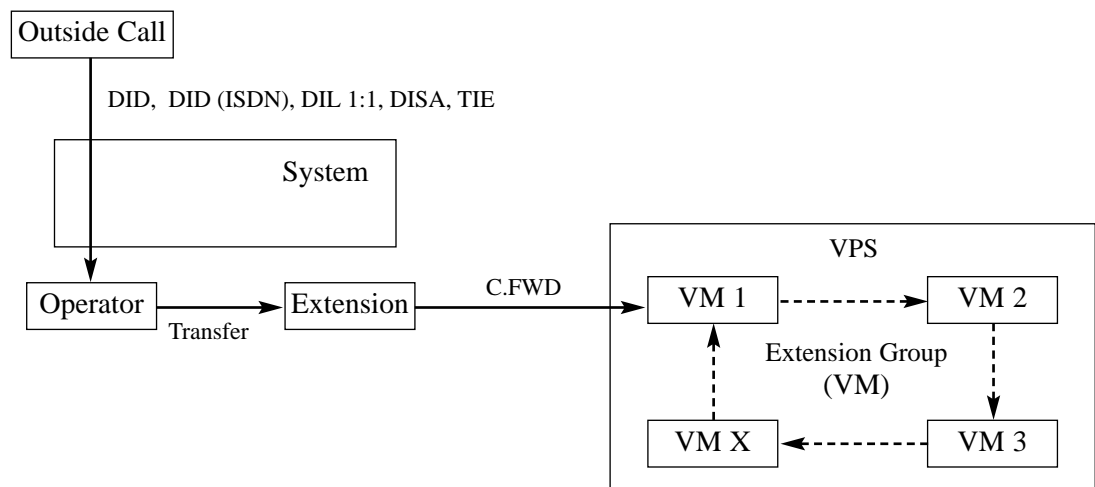 Outside Call
DID,  DID (ISDN), DIL 1:1, DISA, TIE
System
VPS
Operator
Transfer
Extension
C.FWD
VM 1
VM 2
Extension Group
(VM)
VM X
VM 3